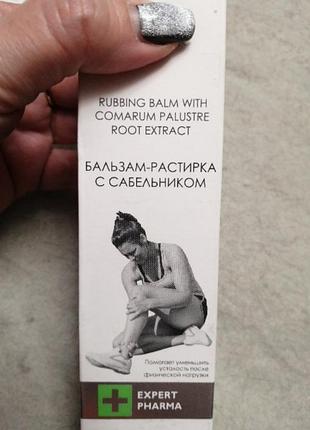 RUBBING BALM WITH
COMARUM PALUSTRE
ROOT EXTRACT
БАЛЬЗАМ-РАСТИРКА
С САБЕЛЬНИКОМ
Помогает уменьшить
усталость после
физической нагрузки
EXPERT
PHARMA